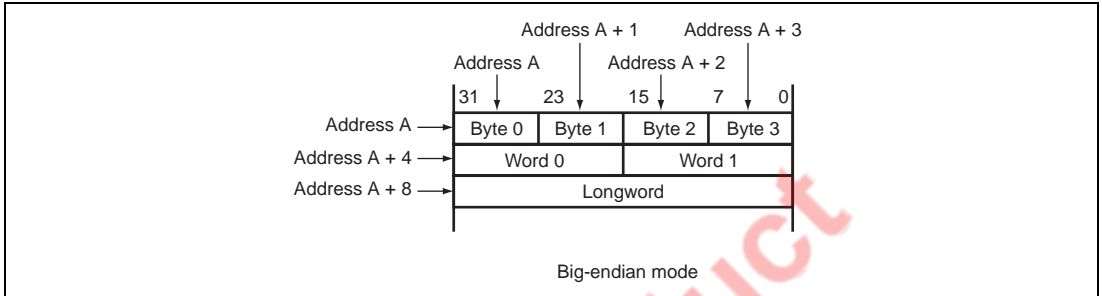 Address A + 1 Address A + 3
Address A Address A + 2
31 23 15 7 0
Address A Byte 0 Byte 1 Byte 2 Byte 3
Address A + 4 Word 0 Word 1
Address A + 8 Longword
Big-endian mode
uct